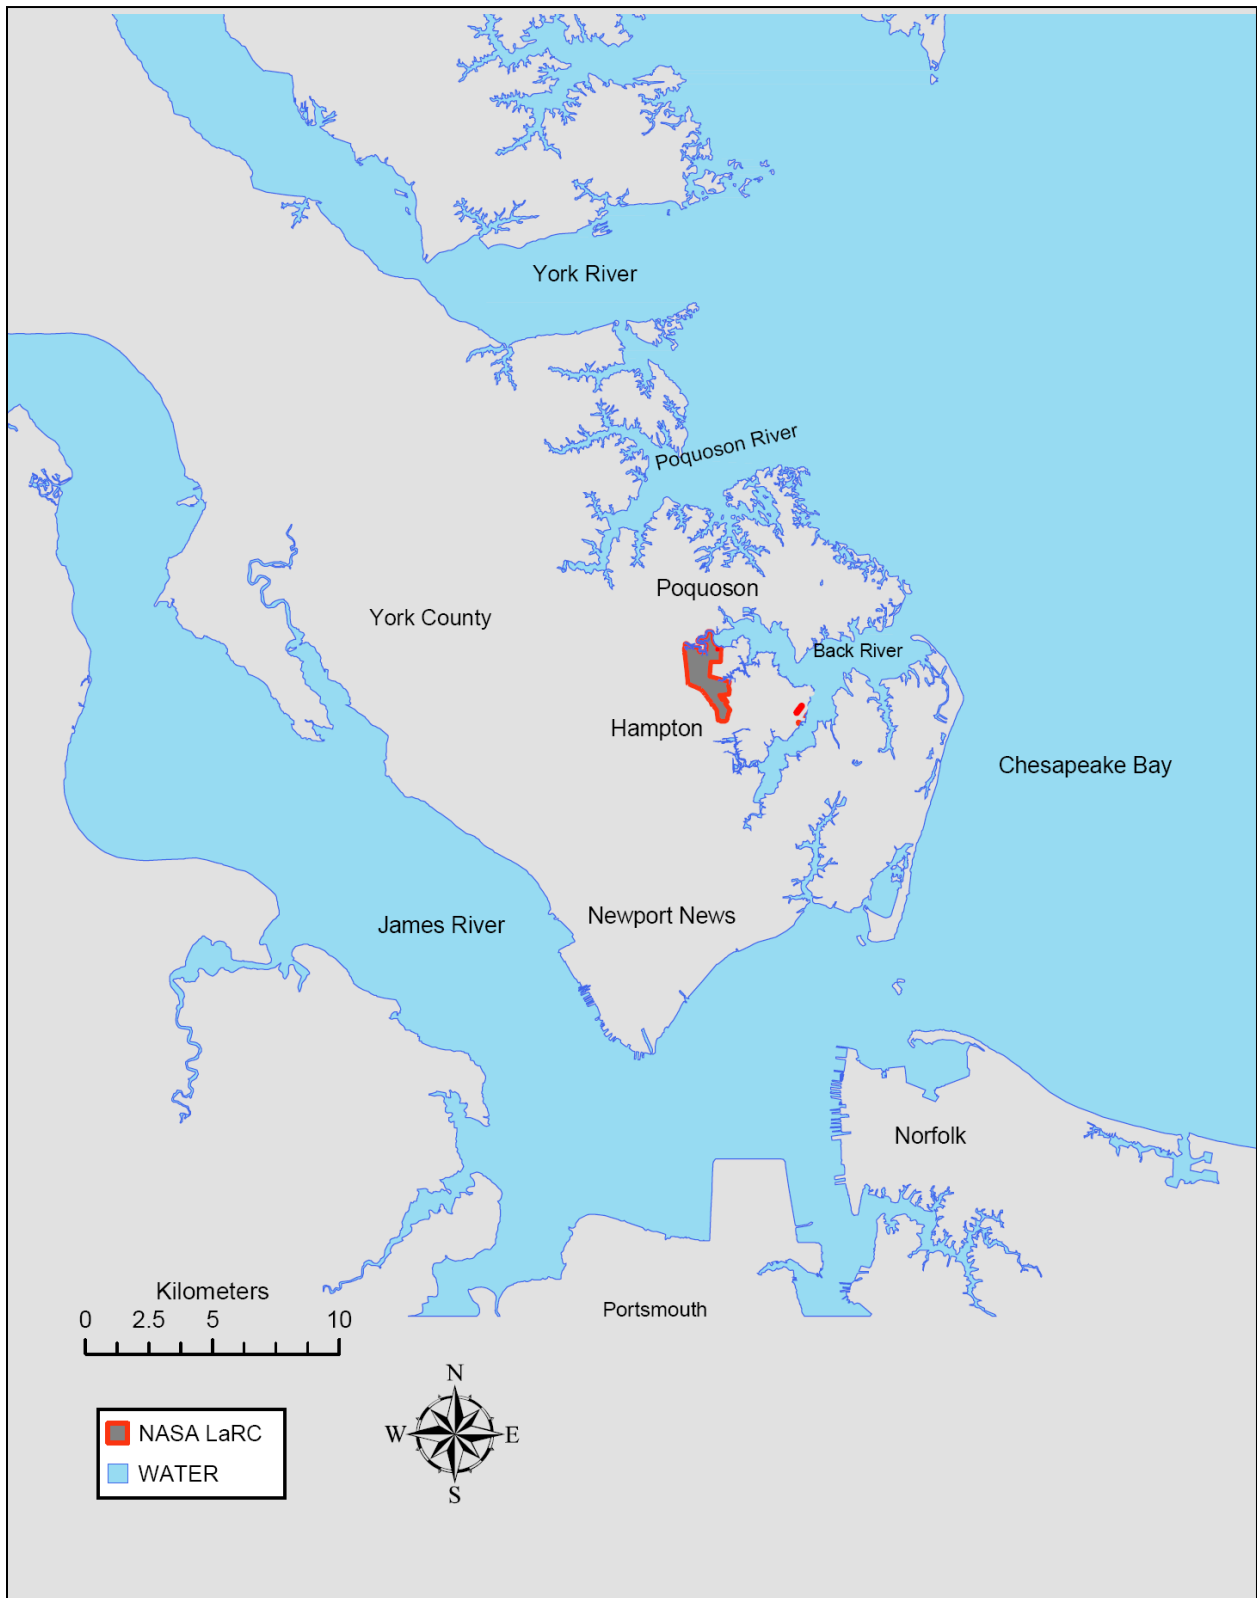 York River
Poquoson River
Poquoson
York County
Back River
Hampton
Chesapeake Bay
Newport News
James River
Norfolk
Kilometers
0 2.5 5 10
Portsmouth
N
W E
S
NASA LaRC
WATER